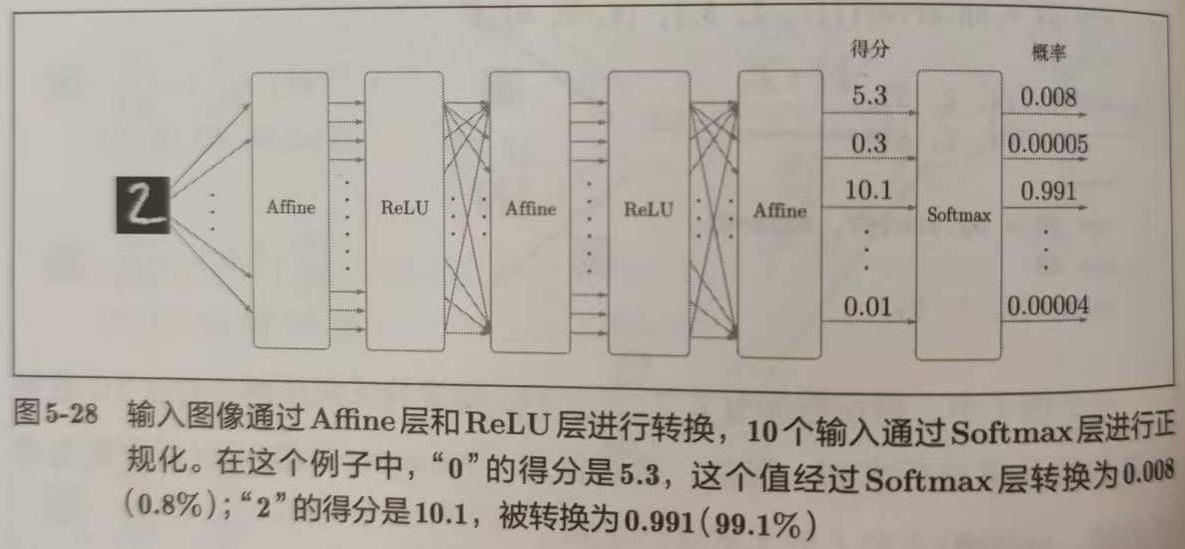 得分 概率
5.3 0.008
0.3 0.00005
10.1 0.991
2 Affine ReLU Affine ReLU Affine Softmax
0.01 0.00004
图5-28 输入图像通过Affine层和ReLU层进行转换，10个输入通过Softmax层进行正
规化。在这个例子中，“0”的得分是5.3，这个值经过Softmax层转换为0.008
(0.8%)；“2”的得分是10.1，被转换为0.991(99.1%)